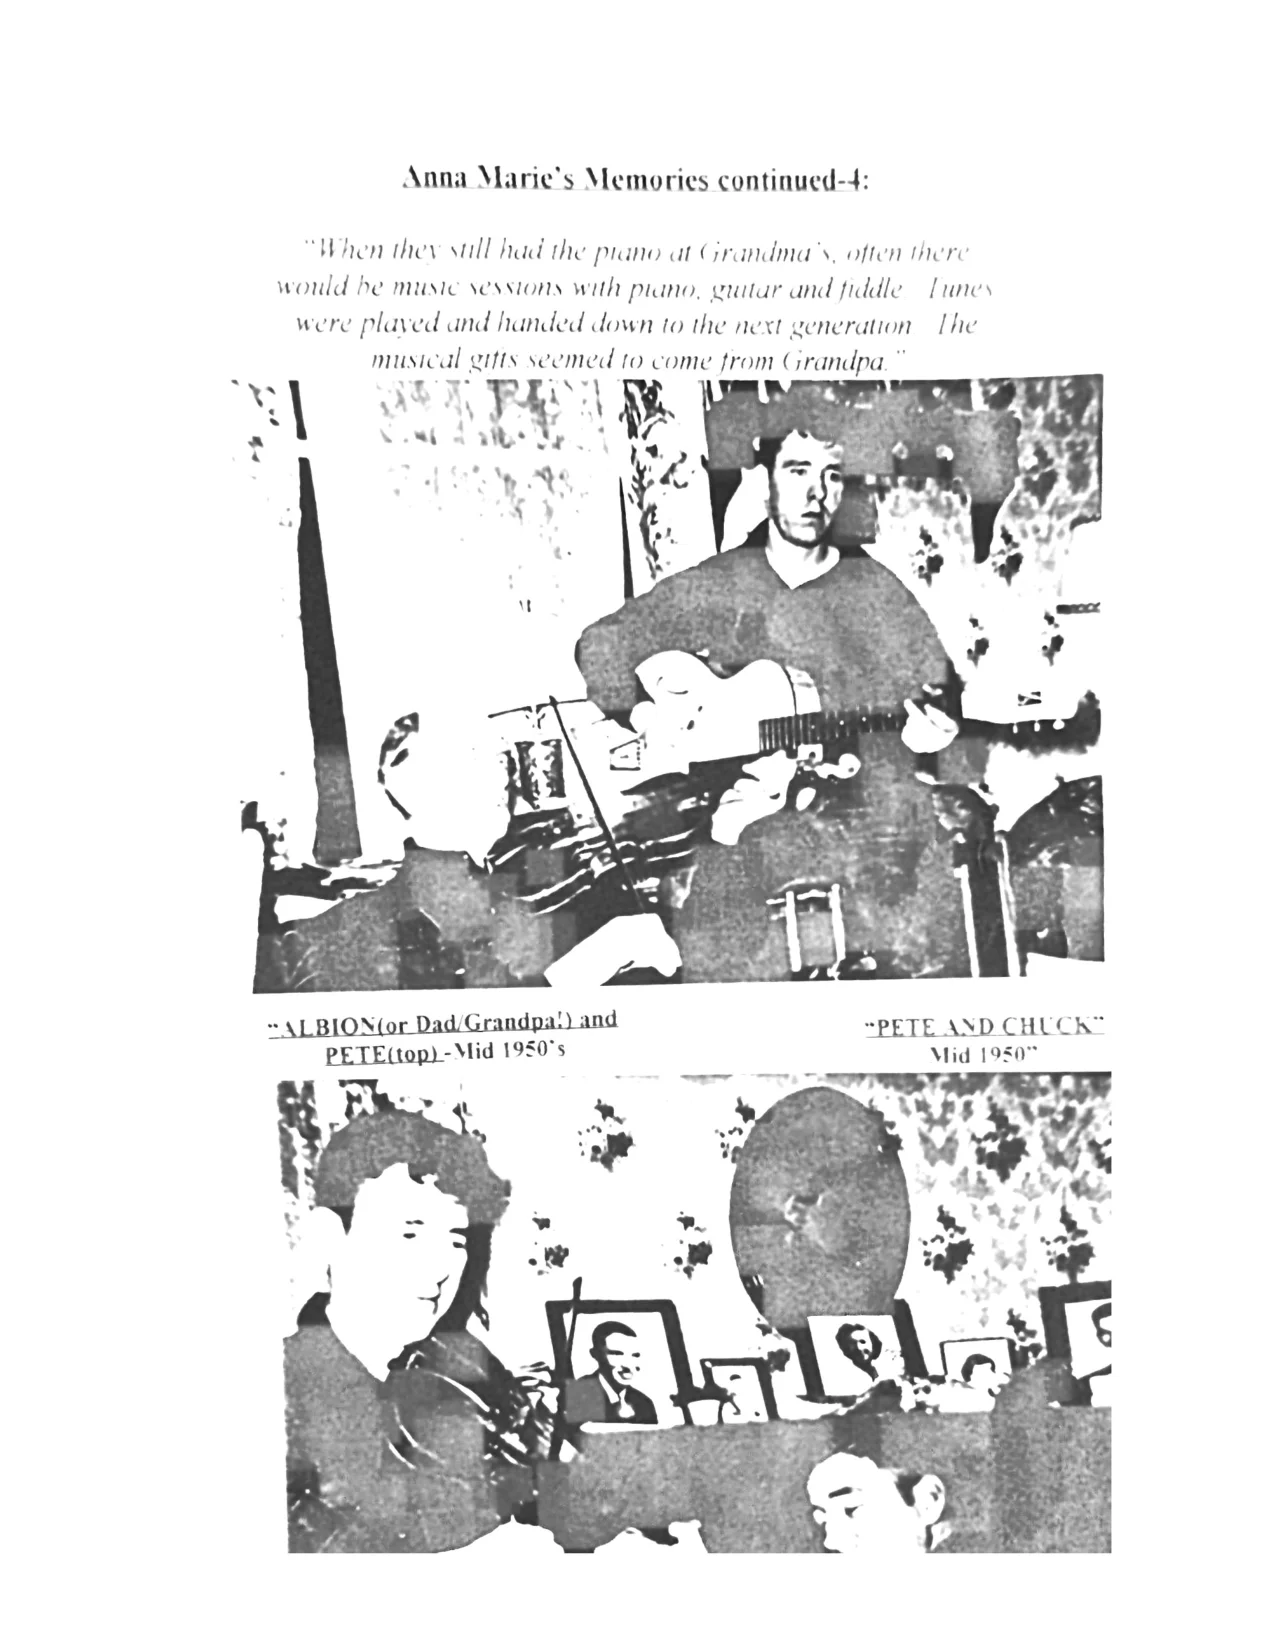 Anna Marie's Memories continued-4:
"When they still had the piano at Grandma's, often there
would be music sessions with piano, guitar and fiddle. Tunes
were played and handed down to the next generation. The
musical gifts seemed to come from Grandpa."
"ALBION(or Dad/Grandpa!) and
PETE(top) -Mid 1950's
"PETE AND CHUCK"
Mid 1950"